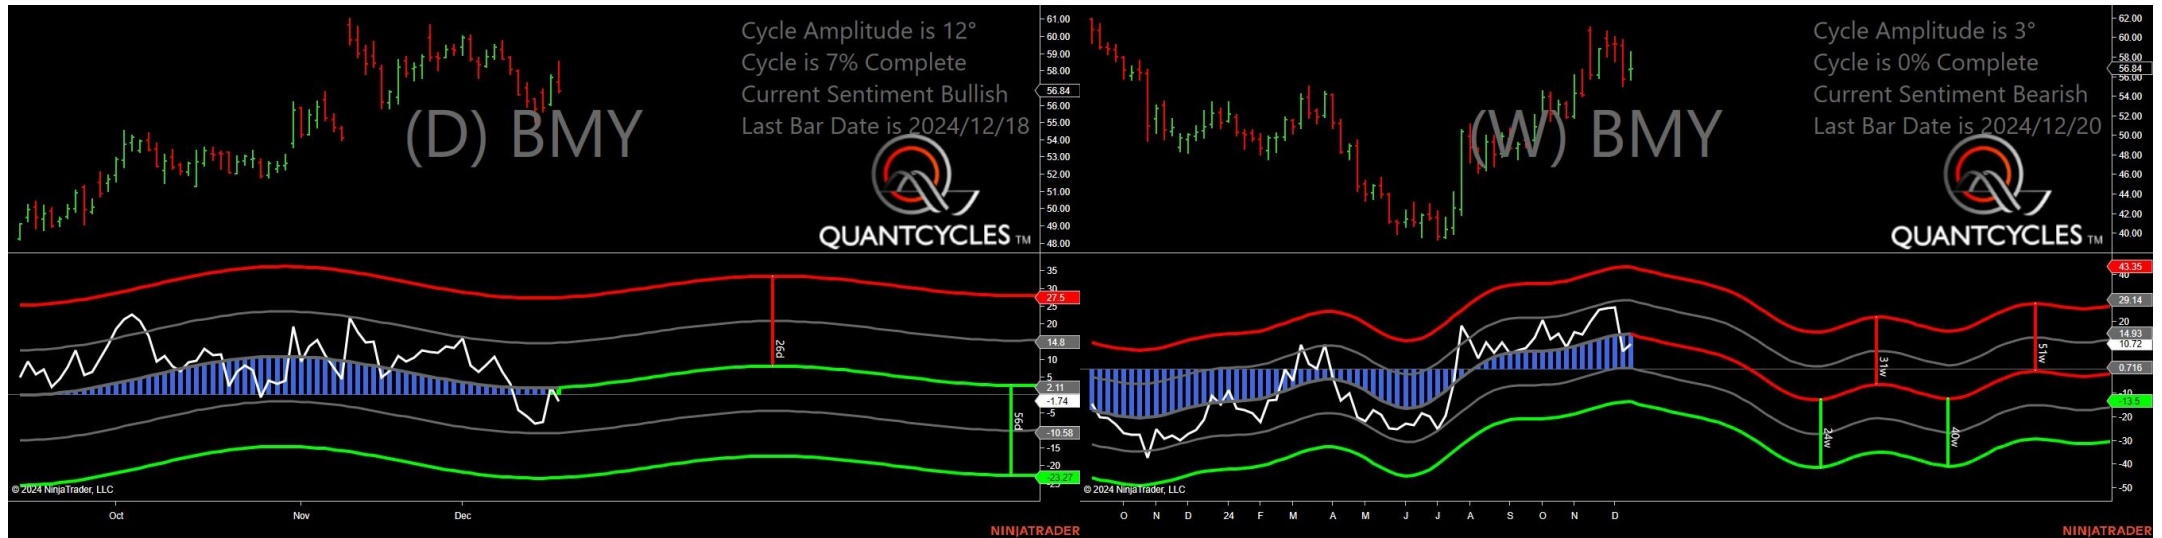 Cycle Amplitude is 12°
Cycle is 7% Complete
Current Sentiment Bullish
Last Bar Date is 2024/12/18
(D) BMY
QUANTCYCLES TM
61.00
60.00
59.00
58.00
57.00
56.84
56.00
55.00
54.00
53.00
52.00
51.00
50.00
49.00
48.00
35
30
27.5
25
20
14.8
10
5
2.11
-1.74
-5
-10.58
-15
-20
-23.27
26d
56d
© 2024 NinjaTrader, LLC
Oct Nov Dec
NINJATRADER
Cycle Amplitude is 3°
Cycle is 0% Complete
Current Sentiment Bearish
Last Bar Date is 2024/12/20
(W) BMY
QUANTCYCLES TM
62.00
60.00
58.00
56.84
56.00
54.00
52.00
50.00
48.00
46.00
44.00
42.00
40.00
43.35
40
29.14
20
14.93
10.72
0.716
-10
-13.5
-20
-30
-40
-50
24w
31w
40w
51w
© 2024 NinjaTrader, LLC
O N D 24 F M A M J J A S O N D
NINJATRADER